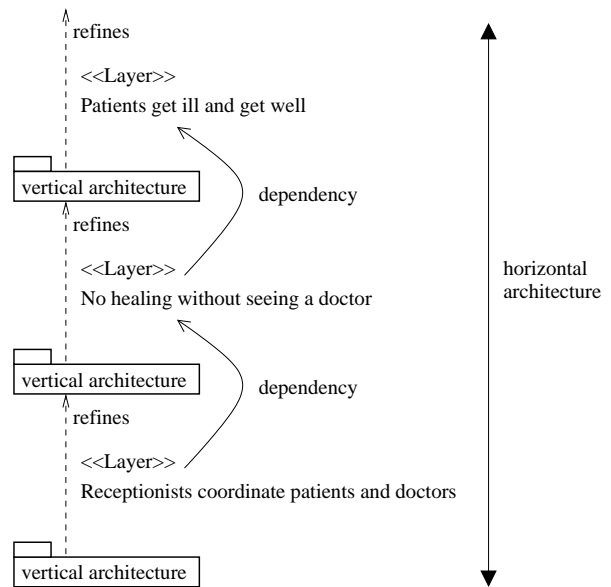 refines
<<Layer>>
Patients get ill and get well
vertical architecture
dependency
refines
<<Layer>>
No healing without seeing a doctor
horizontal
architecture
vertical architecture
dependency
refines
<<Layer>>
Receptionists coordinate patients and doctors
vertical architecture